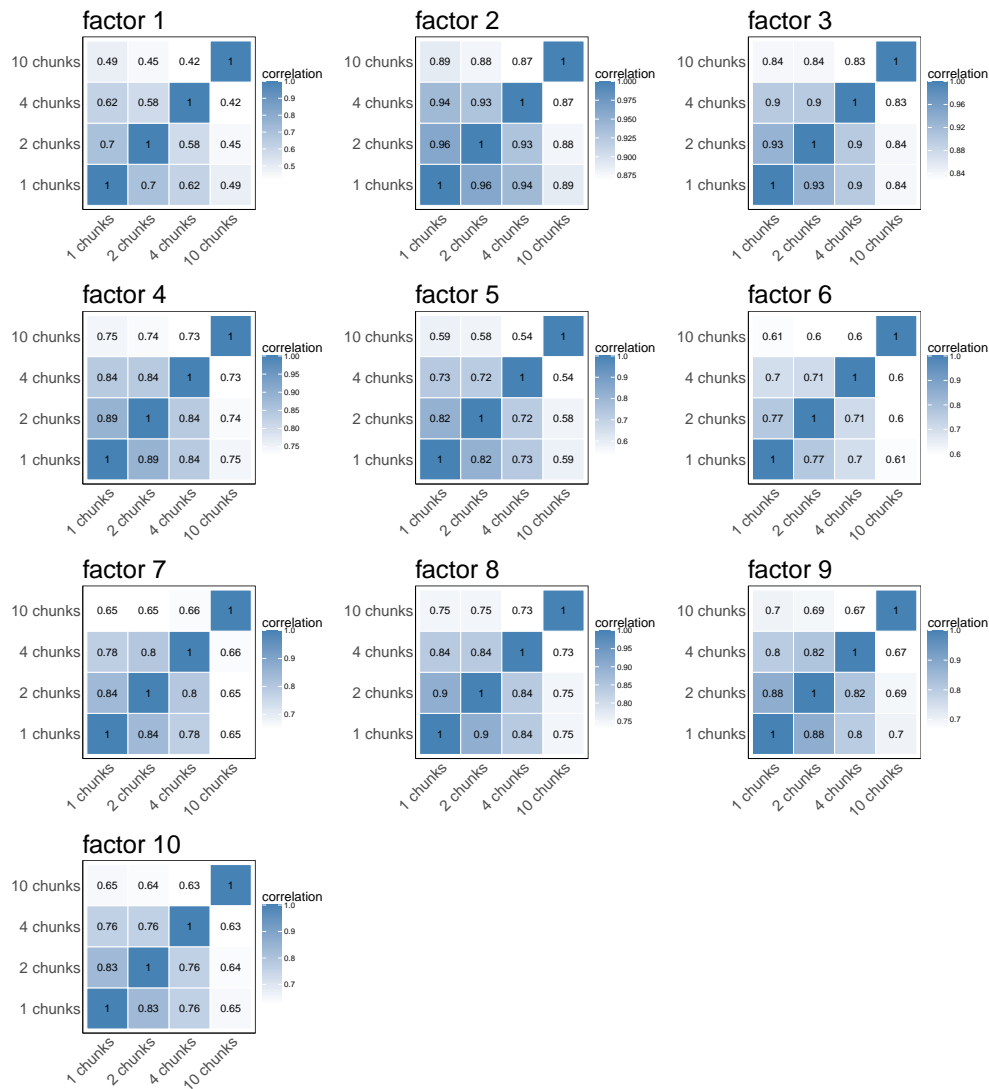 factor 1 factor 2 factor 3
10 chunks 0.49 0.45 0.42 1 correlation 0.89 0.88 0.87 1 correlation 0.84 0.84 0.83 1 correlation
1.0 1.000 1.00
4 chunks 0.62 0.58 1 0.42 0.9 0.94 0.93 1 0.87 0.975 0.9 0.9 1 0.83 0.96
0.8 0.950
2 chunks 0.7 1 0.58 0.45 0.7 0.96 1 0.93 0.88 0.925 0.93 1 0.9 0.84 0.92
0.6 0.900 0.88
1 chunks 1 0.7 0.62 0.49 0.5 1 0.96 0.94 0.89 0.875 1 0.93 0.9 0.84 0.84
1 chunks 2 chunks 4 chunks 10 chunks 1 chunks 2 chunks 4 chunks 10 chunks 1 chunks 2 chunks 4 chunks 10 chunks
factor 4 factor 5 factor 6
10 chunks 0.75 0.74 0.73 1 correlation 10 chunks 0.59 0.58 0.54 1 correlation 10 chunks 0.61 0.6 0.6 1 correlation
1.00 1.0 1.0
4 chunks 0.84 0.84 1 0.73 0.95 4 chunks 0.73 0.72 1 0.54 0.9 4 chunks 0.7 0.71 1 0.6 0.9
0.90 0.8
2 chunks 0.89 1 0.84 0.74 0.85 2 chunks 0.82 1 0.72 0.58 0.7 2 chunks 0.77 1 0.71 0.6 0.8
0.80 0.7
1 chunks 1 0.89 0.84 0.75 0.75 1 chunks 1 0.82 0.73 0.59 0.6 1 chunks 1 0.77 0.7 0.61 0.6
1 chunks 2 chunks 4 chunks 10 chunks 1 chunks 2 chunks 4 chunks 10 chunks 1 chunks 2 chunks 4 chunks 10 chunks
factor 7 factor 8 factor 9
10 chunks 0.65 0.65 0.66 1 correlation 10 chunks 0.75 0.75 0.73 1 correlation 10 chunks 0.7 0.69 0.67 1 correlation
1.0 1.00 1.0
4 chunks 0.78 0.8 1 0.66 0.9 4 chunks 0.84 0.84 1 0.73 0.95 4 chunks 0.8 0.82 1 0.67 0.9
0.90
2 chunks 0.84 1 0.8 0.65 0.8 2 chunks 0.9 1 0.84 0.75 0.85 2 chunks 0.88 1 0.82 0.69 0.8
0.80
1 chunks 1 0.84 0.78 0.65 0.7 1 chunks 1 0.9 0.84 0.75 0.75 1 chunks 1 0.88 0.8 0.7 0.7
1 chunks 2 chunks 4 chunks 10 chunks 1 chunks 2 chunks 4 chunks 10 chunks 1 chunks 2 chunks 4 chunks 10 chunks
factor 10
10 chunks 0.65 0.64 0.63 1 correlation
1.0
4 chunks 0.76 0.76 1 0.63 0.9
2 chunks 0.83 1 0.76 0.64 0.8
1 chunks 1 0.83 0.76 0.65 0.7
1 chunks 2 chunks 4 chunks 10 chunks